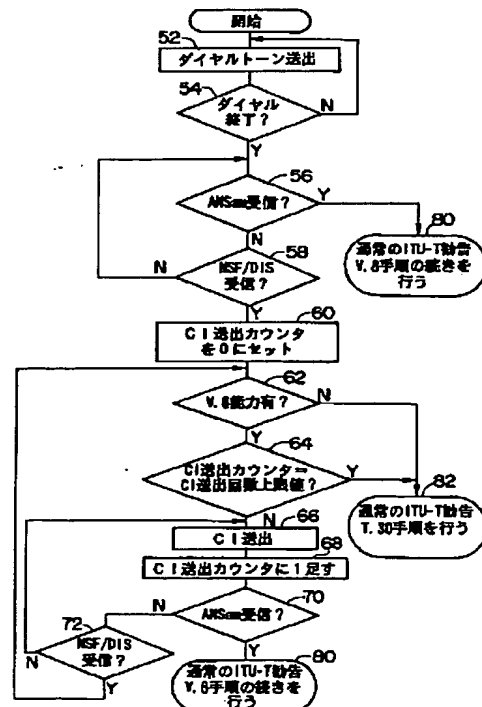 開始
52
ダイヤルトーン送出
54
ダイヤル
終了？
N
Y
56
ANSam受信？
Y
80
通常のITU-T勧告
V.8手順の続きを
行う
N
58
NSF/DIS
受信？
N
Y
60
CI送出カウンタ
を0にセット
62
V.8能力有？
N
Y
64
CI送出カウンター=
CI送出回数上限値？
Y
82
通常のITU-T勧告
T.30手順を行う
N
66
CI送出
68
CI送出カウンタに1足す
70
ANSam受信？
N
72
NSF/DIS
受信？
N
Y
Y
80
通常のITU-T勧告
V.8手順の続きを
行う